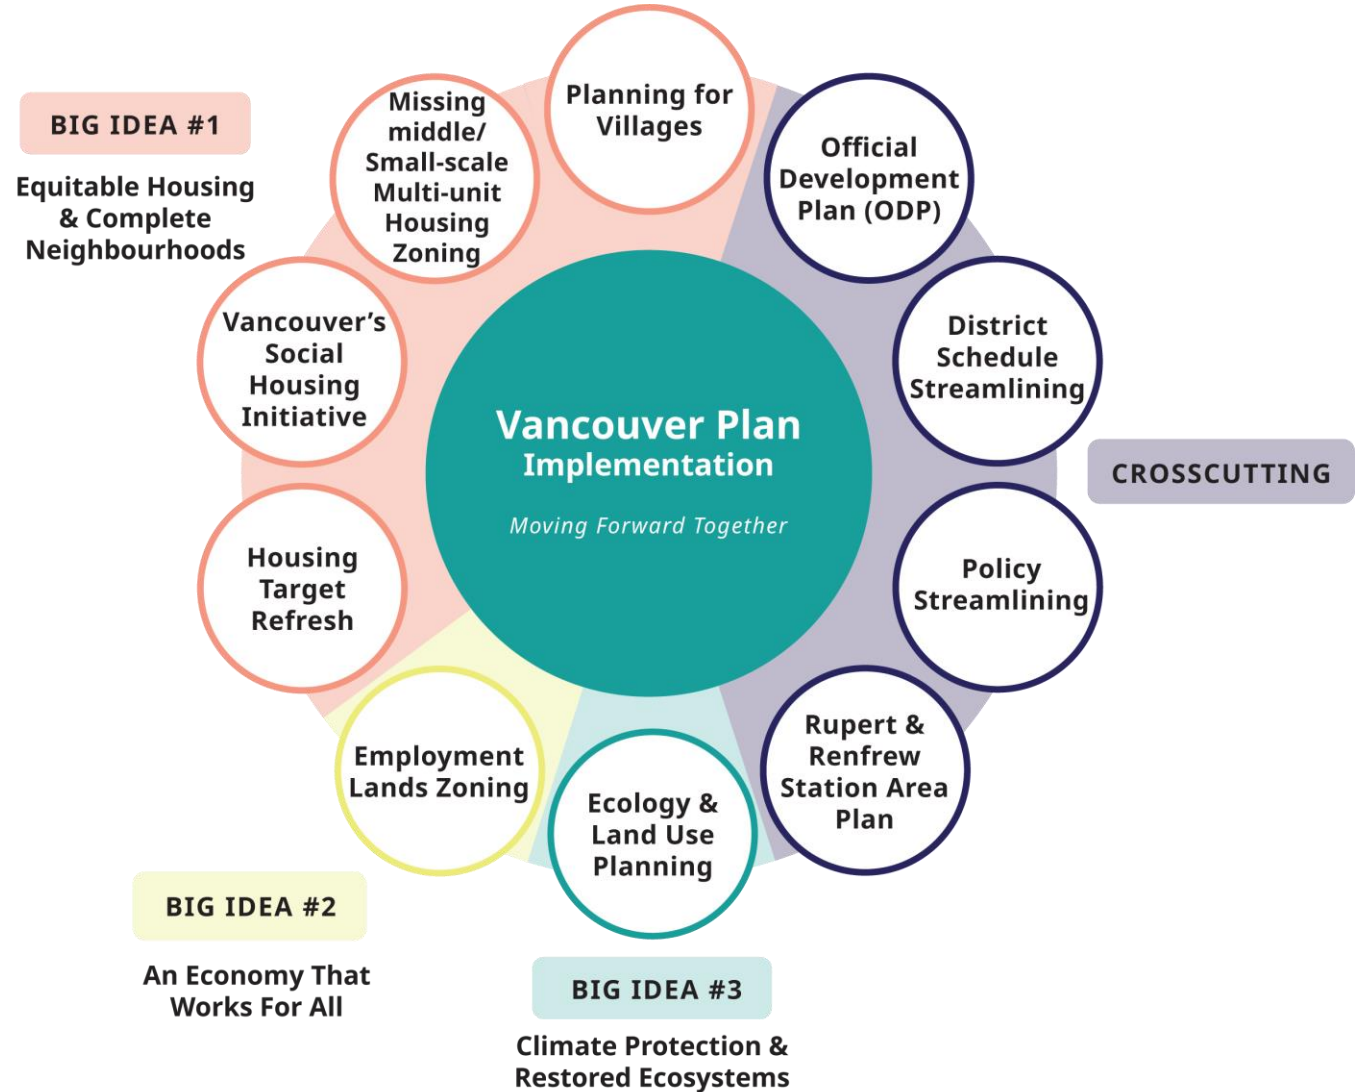 Planning for
Villages
Missing
middle/
Small-scale
Multi-unit
Housing
Zoning
BIG IDEA #1
Equitable Housing
& Complete
Neighbourhoods
Official
Development
Plan (ODP)
Vancouver’s
Social
Housing
Initiative
District
Schedule
Streamlining
Vancouver Plan
Implementation
Moving Forward Together
CROSSCUTTING
Housing
Target
Refresh
Policy
Streamlining
Employment
Lands Zoning
Ecology &
Land Use
Planning
Rupert &
Renfrew
Station Area
Plan
BIG IDEA #2
An Economy That
Works For All
BIG IDEA #3
Climate Protection &
Restored Ecosystems